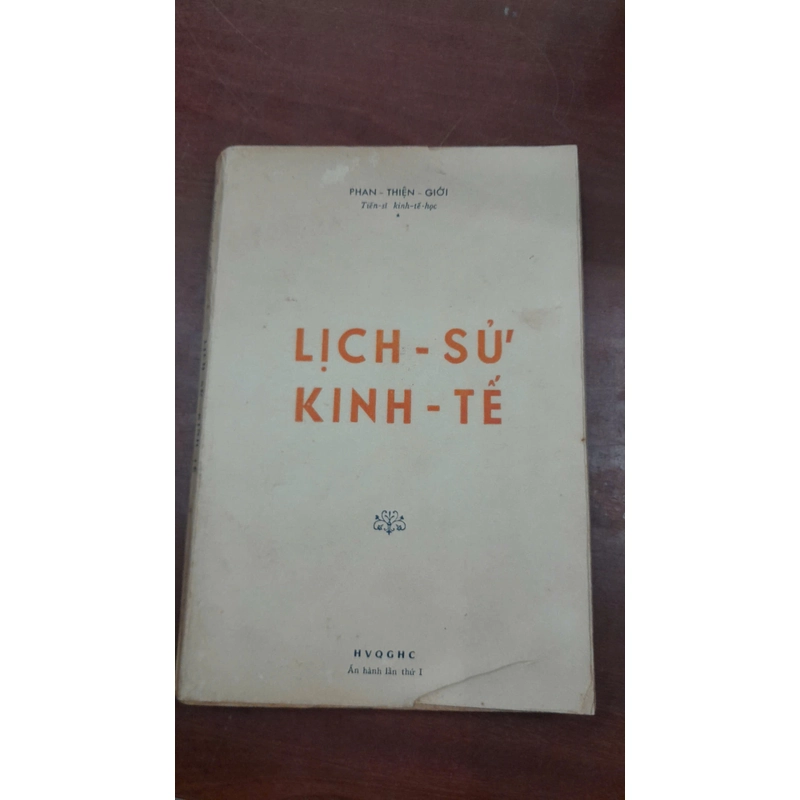 PHAN - THIỆN - GIỚI
Tiến-sĩ kinh-tế-học
LỊCH - SỬ
KINH - TẾ
HVQGHC
Ấn hành lần thứ I